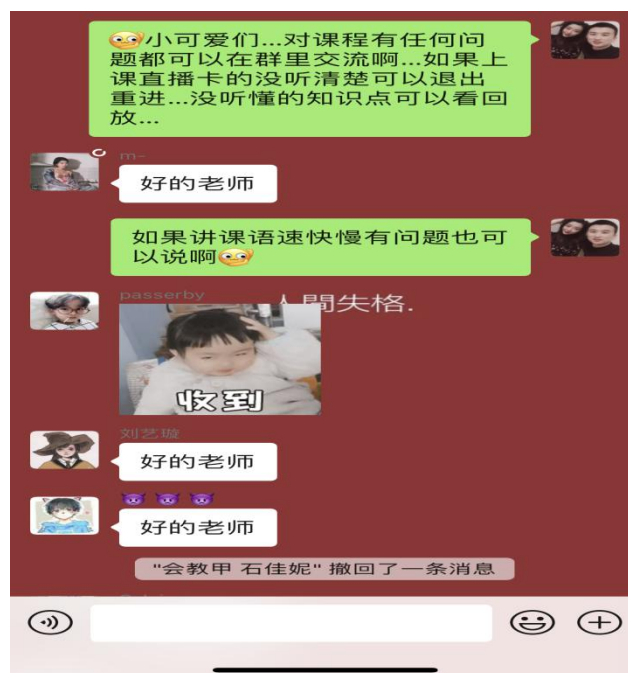 小可爱们...对课程有任何问
题都可以在群里交流啊...如果上
课直播卡的没听清楚可以退出
重进...没听懂的知识点可以看回
放...
m-
好的老师
如果讲课语速快慢有问题也可
以说啊
passerby
人間失格.
收到
刘艺璇
好的老师
好的老师
"会教甲 石佳妮" 撤回了一条消息